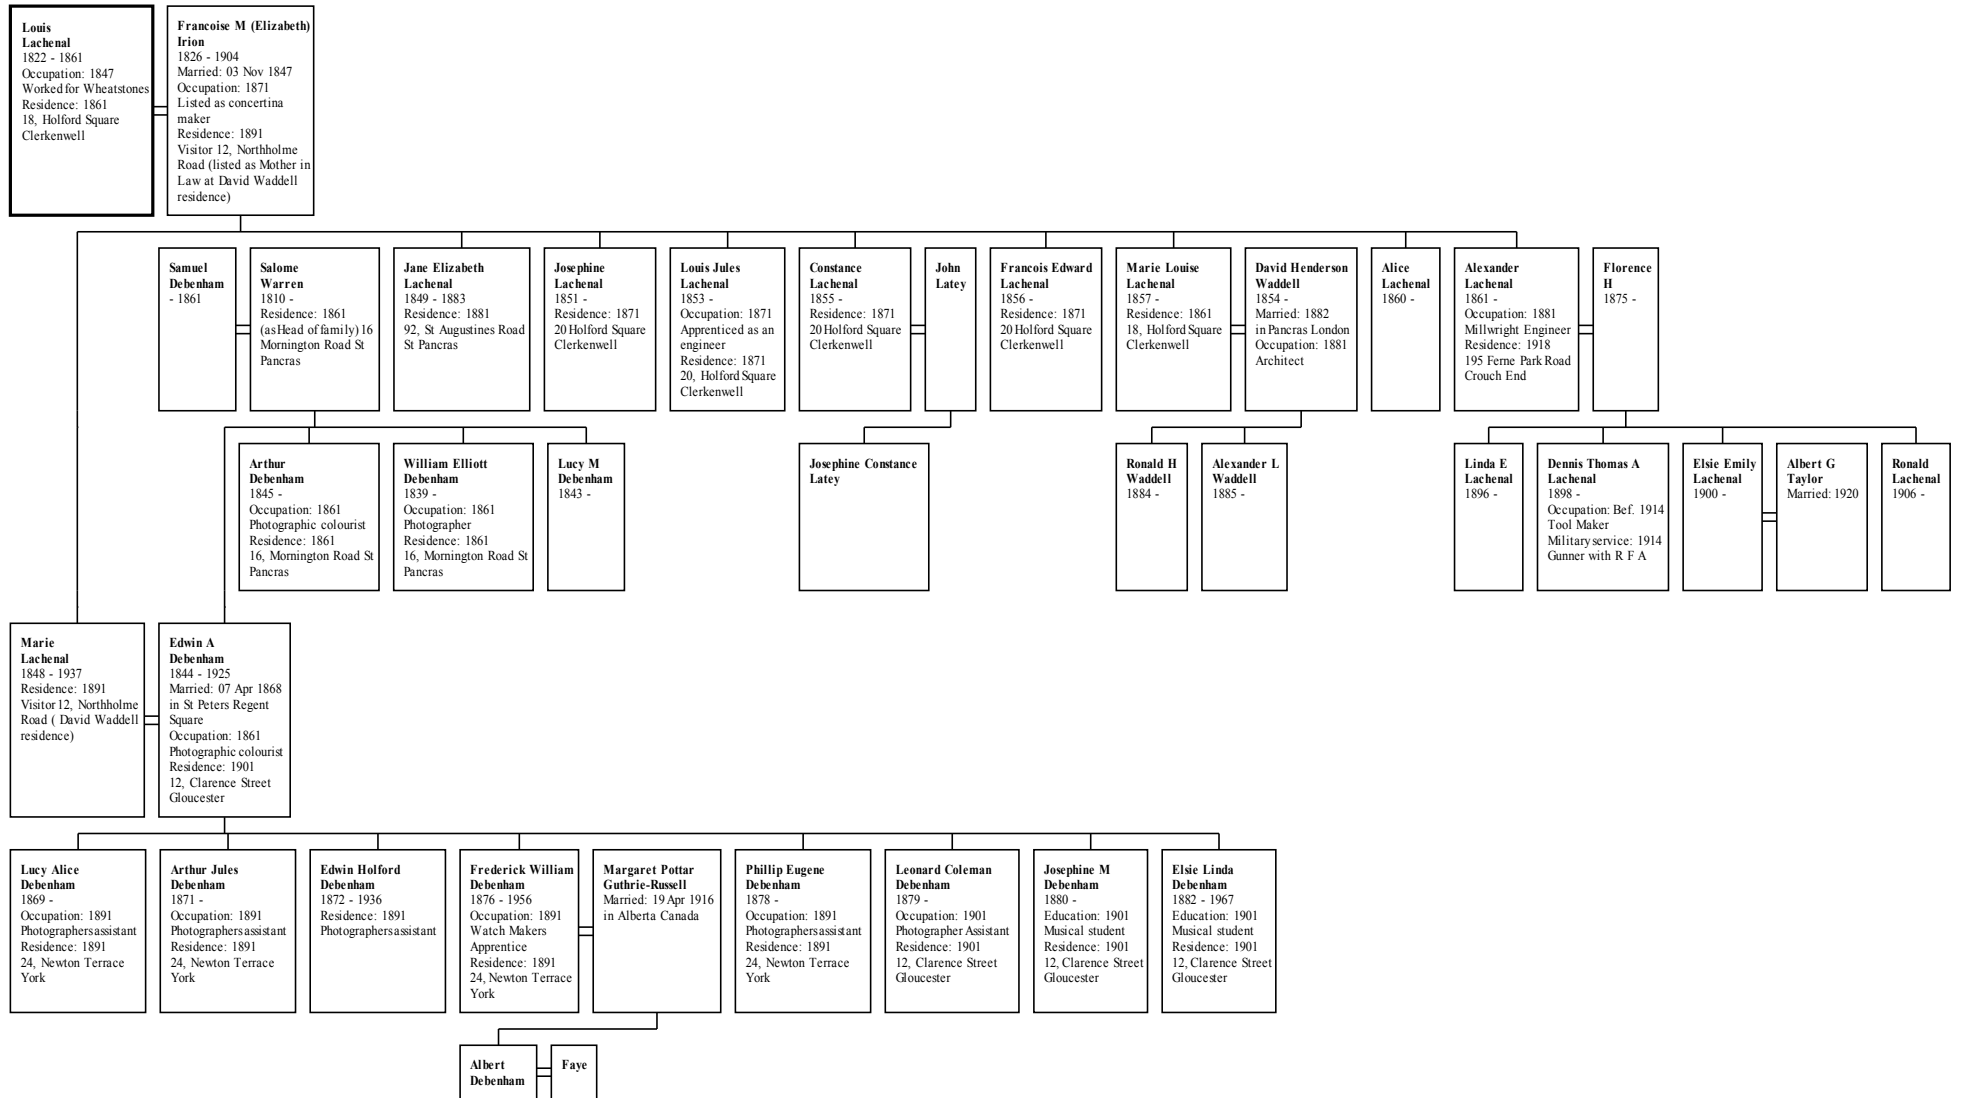 Louis
Lachenal
1822 - 1861
Occupation: 1847
Worked for Wheatstones
Residence: 1861
18, Holford Square
Clerkenwell
Francoise M (Elizabeth)
Irion
1826 - 1904
Married: 03 Nov 1847
Occupation: 1871
Listed as concertina
maker
Residence: 1891
Visitor 12, Northholme
Road (listed as Mother in
Law at David Waddell
residence)
Samuel
Debenham
- 1861
Salome
Warren
1810 -
Residence: 1861
(as Head of family) 16
Mornington Road St
Pancras
Jane Elizabeth
Lachenal
1849 - 1883
Residence: 1881
92, St Augustines Road
St Pancras
Josephine
Lachenal
1851 -
Residence: 1871
20 Holford Square
Clerkenwell
Louis Jules
Lachenal
1853 -
Occupation: 1871
Apprenticed as an
engineer
Residence: 1871
20, Holford Square
Clerkenwell
Constance
Lachenal
1855 -
Residence: 1871
20 Holford Square
Clerkenwell
John
Latey
Francois Edward
Lachenal
1856 -
Residence: 1871
20 Holford Square
Clerkenwell
Marie Louise
Lachenal
1857 -
Residence: 1861
18, Holford Square
Clerkenwell
David Henderson
Waddell
1854 -
Married: 1882
in Pancras London
Occupation: 1881
Architect
Alice
Lachenal
1860 -
Alexander
Lachenal
1861 -
Occupation: 1881
Millwright Engineer
Residence: 1918
195 Ferne Park Road
Crouch End
Florence
H
1875 -
Arthur
Debenham
1845 -
Occupation: 1861
Photographic colourist
Residence: 1861
16, Mornington Road St
Pancras
William Elliott
Debenham
1839 -
Occupation: 1861
Photographer
Residence: 1861
16, Mornington Road St
Pancras
Lucy M
Debenham
1843 -
Josephine Constance
Latey
Ronald H
Waddell
1884 -
Alexander L
Waddell
1885 -
Linda E
Lachenal
1896 -
Dennis Thomas A
Lachenal
1898 -
Occupation: Bef. 1914
Tool Maker
Military service: 1914
Gunner with R F A
Elsie Emily
Lachenal
1900 -
Albert G
Taylor
Married: 1920
Ronald
Lachenal
1906 -
Marie
Lachenal
1848 - 1937
Residence: 1891
Visitor 12, Northholme
Road ( David Waddell
residence)
Edwin A
Debenham
1844 - 1925
Married: 07 Apr 1868
in St Peters Regent
Square
Occupation: 1861
Photographic colourist
Residence: 1901
12, Clarence Street
Gloucester
Lucy Alice
Debenham
1869 -
Occupation: 1891
Photographers assistant
Residence: 1891
24, Newton Terrace
York
Arthur Jules
Debenham
1871 -
Occupation: 1891
Photographers assistant
Residence: 1891
24, Newton Terrace
York
Edwin Holford
Debenham
1872 - 1936
Residence: 1891
Photographers assistant
Frederick William
Debenham
1876 - 1956
Occupation: 1891
Watch Makers
Apprentice
Residence: 1891
24, Newton Terrace
York
Margaret Pottar
Guthrie-Russell
Married: 19 Apr 1916
in Alberta Canada
Phillip Eugene
Debenham
1878 -
Occupation: 1891
Photographers assistant
Residence: 1891
24, Newton Terrace
York
Leonard Coleman
Debenham
1879 -
Occupation: 1901
Photographer Assistant
Residence: 1901
12, Clarence Street
Gloucester
Josephine M
Debenham
1880 -
Education: 1901
Musical student
Residence: 1901
12, Clarence Street
Gloucester
Elsie Linda
Debenham
1882 - 1967
Education: 1901
Musical student
Residence: 1901
12, Clarence Street
Gloucester
Albert
Debenham
Faye